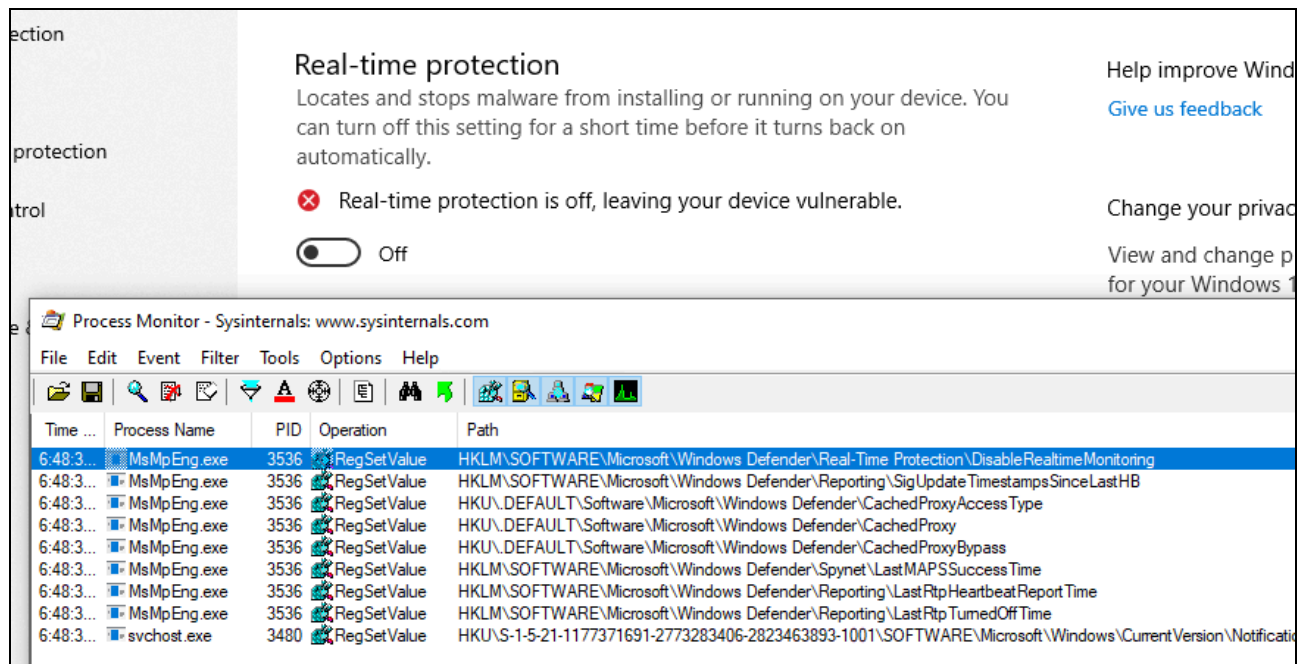 ection
protection
ntrol
e &
Real-time protection
Locates and stops malware from installing or running on your device. You
can turn off this setting for a short time before it turns back on
automatically.
Real-time protection is off, leaving your device vulnerable.
Off
Help improve Wind
Give us feedback
Change your privac
View and change p
for your Windows 1
Process Monitor - Sysinternals: www.sysinternals.com
File Edit Event Filter Tools Options Help
Time ... Process Name PID Operation Path
6:48:3... MsMpEng.exe 3536 RegSetValue HKLM\SOFTWARE\Microsoft\Windows Defender\Real-Time Protection\DisableRealtimeMonitoring
6:48:3... MsMpEng.exe 3536 RegSetValue HKLM\SOFTWARE\Microsoft\Windows Defender\Reporting\SigUpdateTimestampsSinceLastHB
6:48:3... MsMpEng.exe 3536 RegSetValue HKU\.DEFAULT\Software\Microsoft\Windows Defender\CachedProxyAccessType
6:48:3... MsMpEng.exe 3536 RegSetValue HKU\.DEFAULT\Software\Microsoft\Windows Defender\CachedProxy
6:48:3... MsMpEng.exe 3536 RegSetValue HKU\.DEFAULT\Software\Microsoft\Windows Defender\CachedProxyBypass
6:48:3... MsMpEng.exe 3536 RegSetValue HKLM\SOFTWARE\Microsoft\Windows Defender\Spynet\LastMAPSSuccessTime
6:48:3... MsMpEng.exe 3536 RegSetValue HKLM\SOFTWARE\Microsoft\Windows Defender\Reporting\LastRtpHeartbeatReportTime
6:48:3... MsMpEng.exe 3536 RegSetValue HKLM\SOFTWARE\Microsoft\Windows Defender\Reporting\LastRtpTurnedOffTime
6:48:3... svchost.exe 3480 RegSetValue HKU\S-1-5-21-1177371691-2773283406-2823463893-1001\SOFTWARE\Microsoft\Windows\CurrentVersion\Notificatio